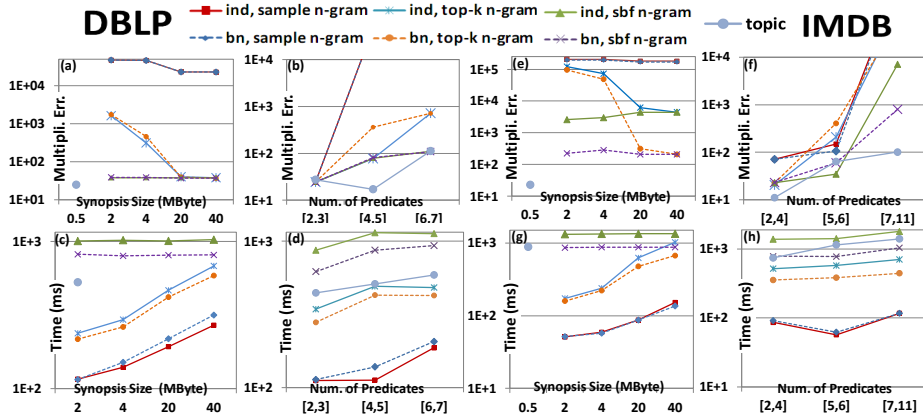 DBLP
IMDB
ind, sample n-gram
ind, top-k n-gram
ind, sbf n-gram
topic
bn, sample n-gram
bn, top-k n-gram
bn, sbf n-gram
(a)
Multipli. Err.
1E+4
1E+3
1E+2
1E+1
Synopsis Size (MByte)
0.5 2 4 20 40
(b)
Multipli. Err.
1E+4
1E+3
1E+2
1E+1
Num. of Predicates
[2,3] [4,5] [6,7]
(e)
Multipli. Err.
1E+5
1E+4
1E+3
1E+2
1E+1
Synopsis Size (MByte)
0.5 2 4 20 40
(f)
Multipli. Err.
1E+4
1E+3
1E+2
1E+1
Num. of Predicates
[2,4] [5,6] [7,11]
(c)
Time (ms)
1E+3
1E+2
Synopsis Size (MByte)
2 4 20 40
(d)
Time (ms)
1E+3
1E+2
Num. of Predicates
[2,3] [4,5] [6,7]
(g)
Time (ms)
1E+3
1E+2
1E+1
Synopsis Size (MByte)
0.5 2 4 20 40
(h)
Time (ms)
1E+3
1E+2
1E+1
Num. of Predicates
[2,4] [5,6] [7,11]